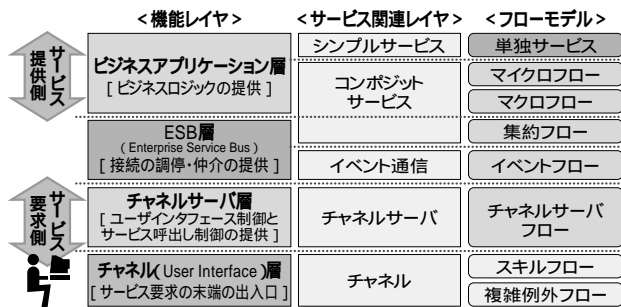 <機能レイヤ>
<サービス関連レイヤ>
<フローモデル>
サービス
提供側
ビジネスアプリケーション層
[ ビジネスロジックの提供 ]
シンプルサービス
コンポジット
サービス
単独サービス
マイクロフロー
マクロフロー
ESB層
( Enterprise Service Bus )
[ 接続の調停・仲介の提供 ]
イベント通信
集約フロー
イベントフロー
サービス
要求側
チャネルサーバ層
[ ユーザインタフェース制御と
サービス呼出し制御の提供 ]
チャネルサーバ
チャネルサーバ
フロー
チャネル(User Interface)層
[ サービス要求の末端の出入口 ]
チャネル
スキルフロー
複雑例外フロー